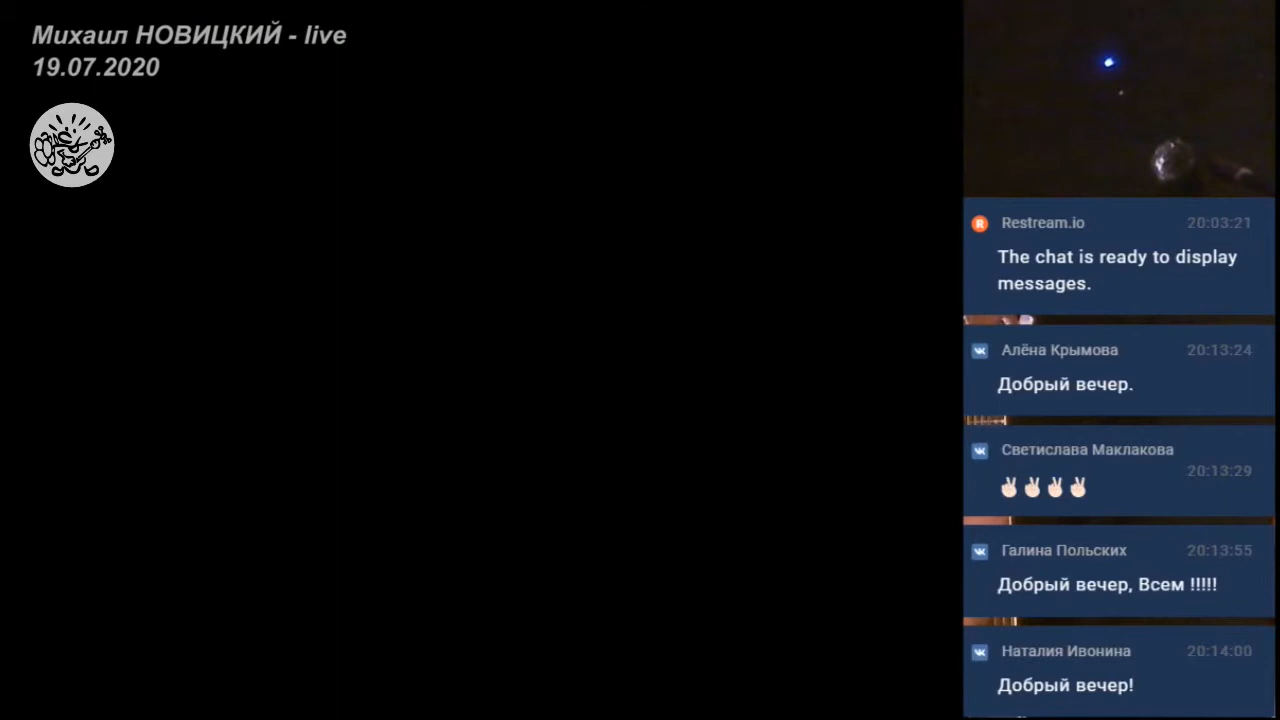 Михаил НОВИЦКИЙ - live
19.07.2020
Restream.io 20:03:21
The chat is ready to display
messages.
Алёна Крымова 20:13:24
Добрый вечер.
Светислава Маклакова
20:13:29
✌🏻✌🏻✌🏻✌🏻
Галина Польских 20:13:55
Добрый вечер, Всем !!!!!
Наталия Ивонина 20:14:00
Добрый вечер!